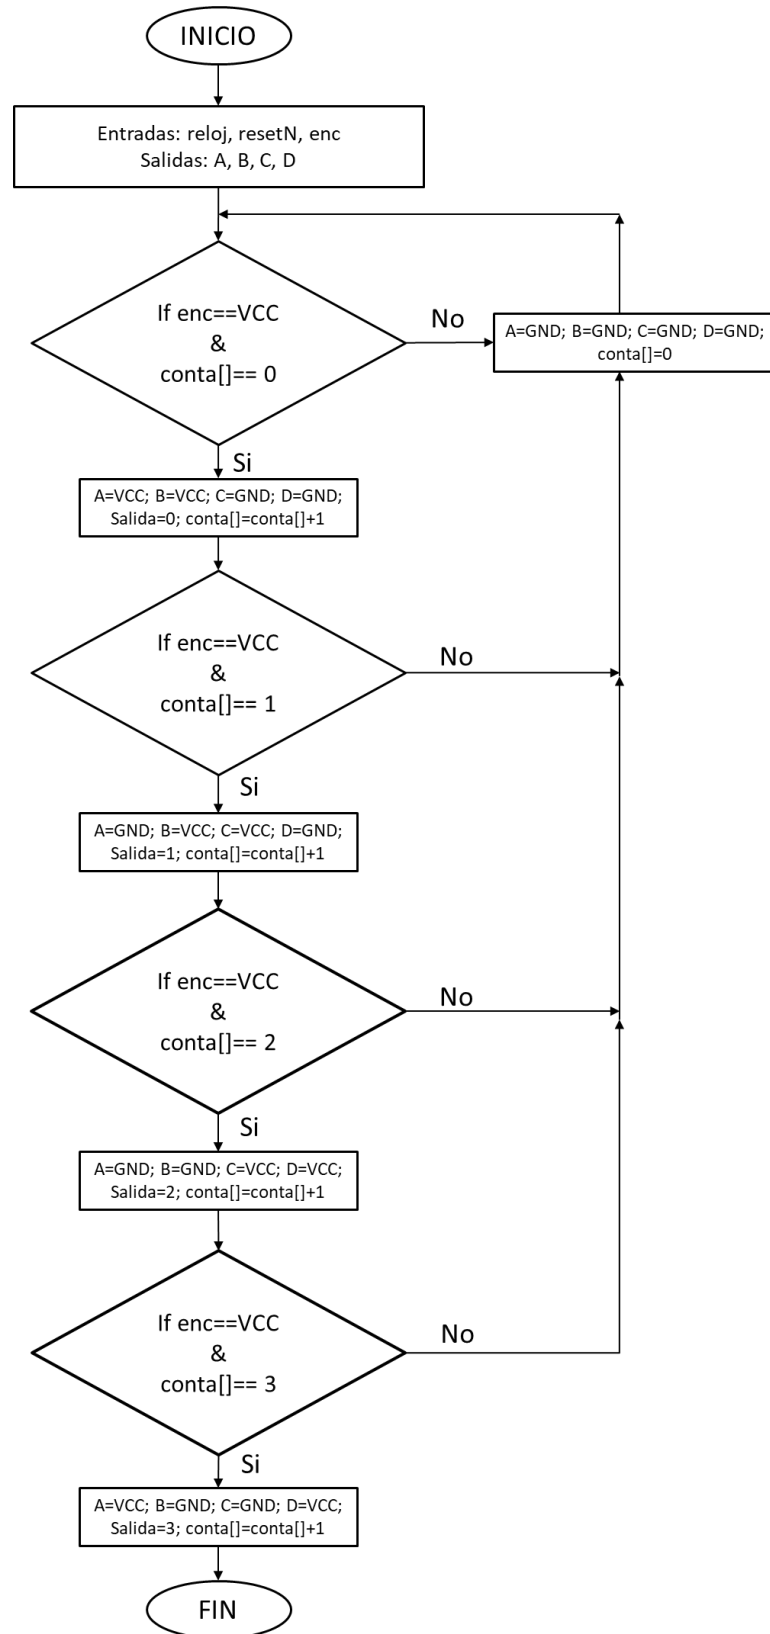 INICIO
Entradas: reloj, resetN, enc
Salidas: A, B, C, D
If enc==VCC
&
conta[]== 0
No
A=GND; B=GND; C=GND; D=GND;
conta[]=0
Si
A=VCC; B=VCC; C=GND; D=GND;
Salida=0; conta[]=conta[]+1
If enc==VCC
&
conta[]== 1
No
Si
A=GND; B=VCC; C=VCC; D=GND;
Salida=1; conta[]=conta[]+1
If enc==VCC
&
conta[]== 2
No
Si
A=GND; B=GND; C=VCC; D=VCC;
Salida=2; conta[]=conta[]+1
If enc==VCC
&
conta[]== 3
No
Si
A=VCC; B=GND; C=GND; D=VCC;
Salida=3; conta[]=conta[]+1
FIN